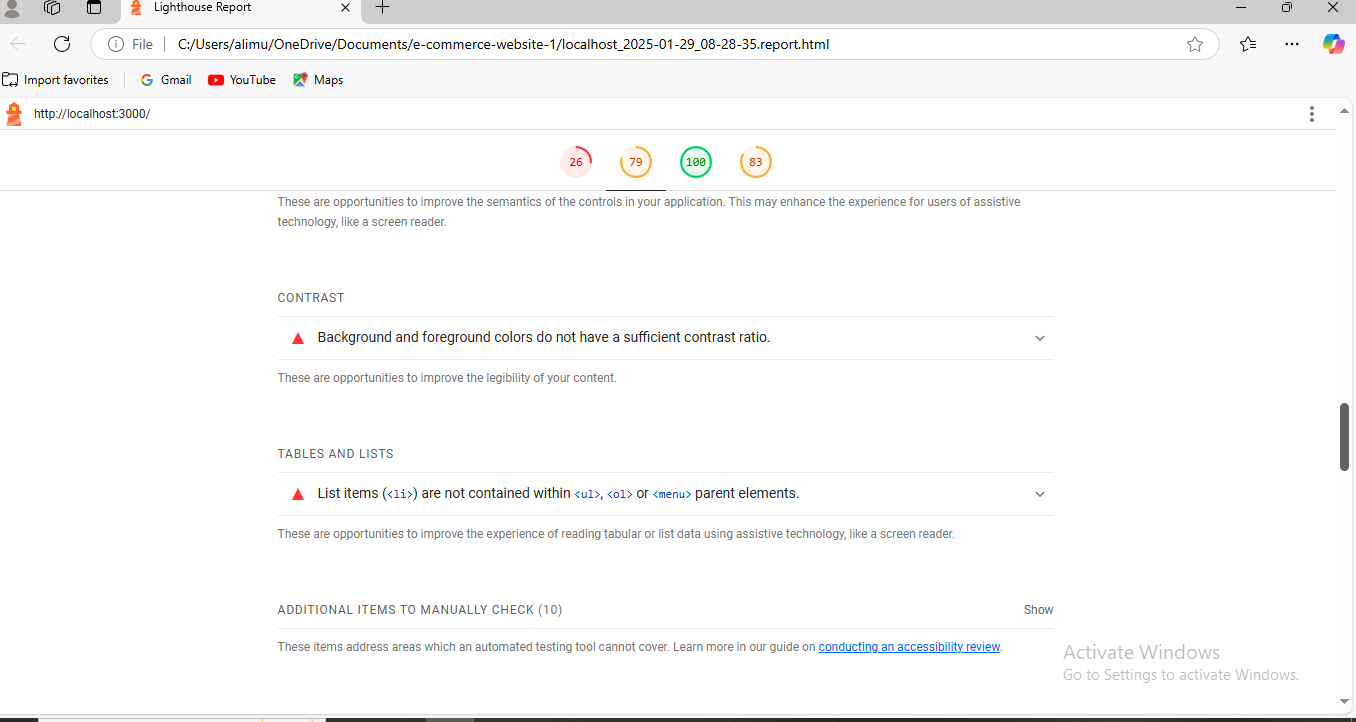 Lighthouse Report
File
C:/Users/alimu/OneDrive/Documents/e-commerce-website-1/localhost_2025-01-29_08-28-35.report.html
Import favorites
Gmail
YouTube
Maps
http://localhost:3000/
26
79
100
83
These are opportunities to improve the semantics of the controls in your application. This may enhance the experience for users of assistive
technology, like a screen reader.
CONTRAST
Background and foreground colors do not have a sufficient contrast ratio.
These are opportunities to improve the legibility of your content.
TABLES AND LISTS
List items (<li>) are not contained within <ul>, <ol> or <menu> parent elements.
These are opportunities to improve the experience of reading tabular or list data using assistive technology, like a screen reader.
ADDITIONAL ITEMS TO MANUALLY CHECK (10)
Show
These items address areas which an automated testing tool cannot cover. Learn more in our guide on conducting an accessibility review.
Activate Windows
Go to Settings to activate Windows.